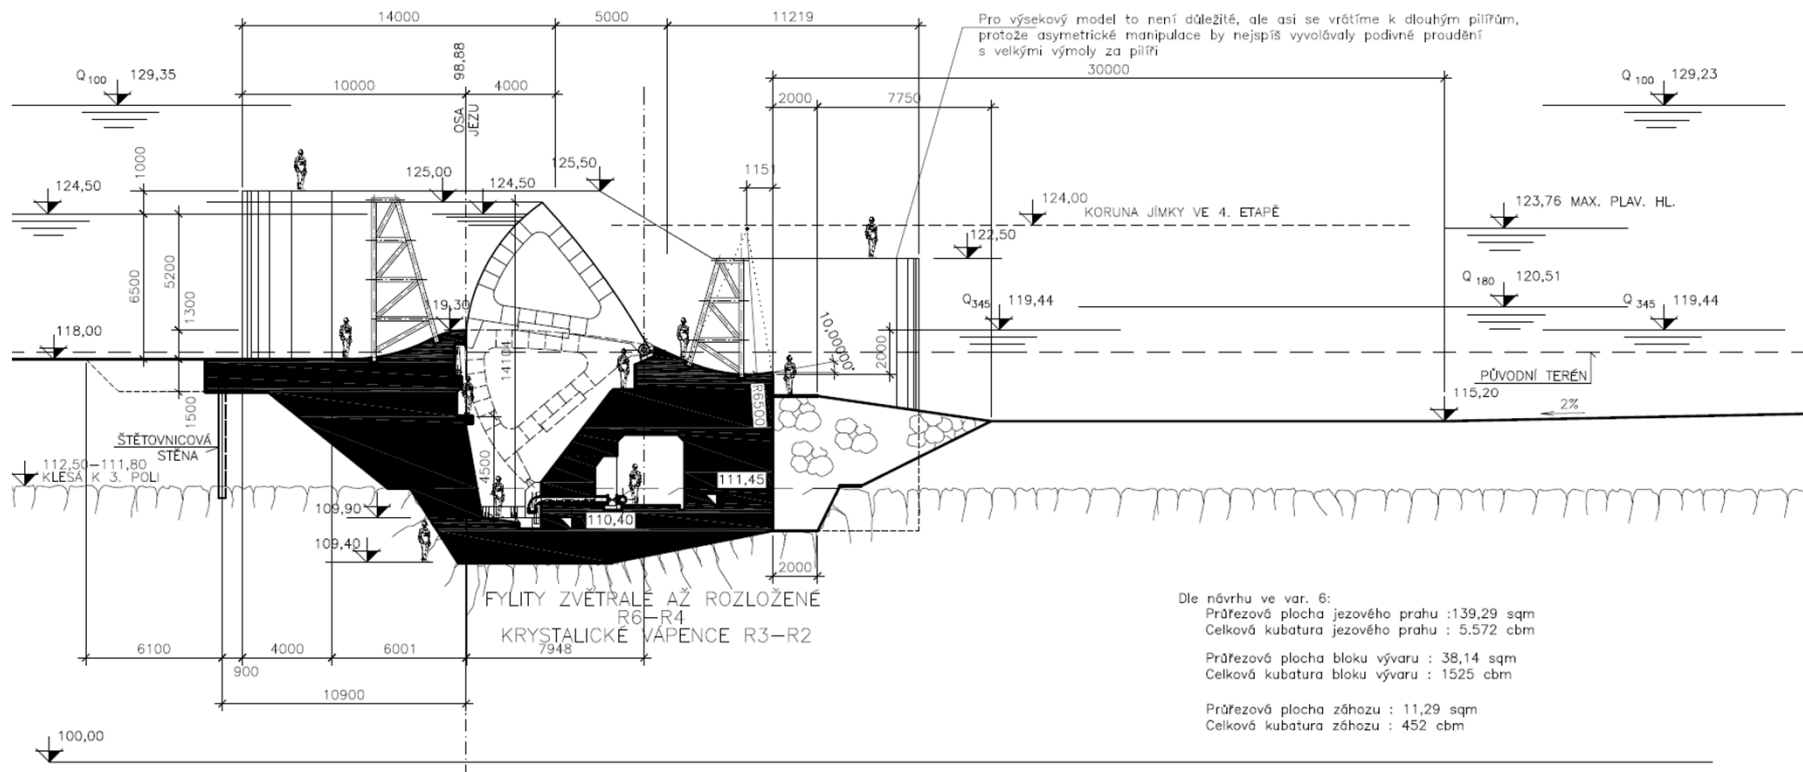 14000
5000
11219
Pro výsekový model to není důležité, ale asi se vrátíme k dlouhým pilířům,
protože asymetrické manipulace by nejspíš vyvolávaly podivné proudění
s velkými výmoly za pilíři
Q100 129,35
10000
98,88
4000
30000
Q100 129,23
2000
7750
OSA
JEZU
1000
124,50
125,00
124,50
125,50
1151
124,00
KORUNA JÍMKY VE 4. ETAPĚ
123,76 MAX. PLAV. HL.
122,50
6500
5200
1300
Q180 120,51
Q345 119,44
Q345 119,44
119,30
118,00
10,00000°
2000
14104
PŮVODNÍ TERÉN
R6500
115,20
2%
1500
ŠTĚTOVNICOVÁ
STĚNA
112,50-111,80
KLESÁ K 3. POLI
4500
111,45
109,90
110,40
109,40
2000
FYLITY ZVĚTRALÉ AŽ ROZLOŽENÉ
R6-R4
KRYSTALICKÉ VÁPENCE R3-R2
Dle návrhu ve var. 6:
Průřezová plocha jezového prahu :139,29 sqm
Celková kubatura jezového prahu : 5.572 cbm
Průřezová plocha bloku vývaru : 38,14 sqm
Celková kubatura bloku vývaru : 1525 cbm
Průřezová plocha záhozu : 11,29 sqm
Celková kubatura záhozu : 452 cbm
6100
4000
6001
7948
900
10900
100,00